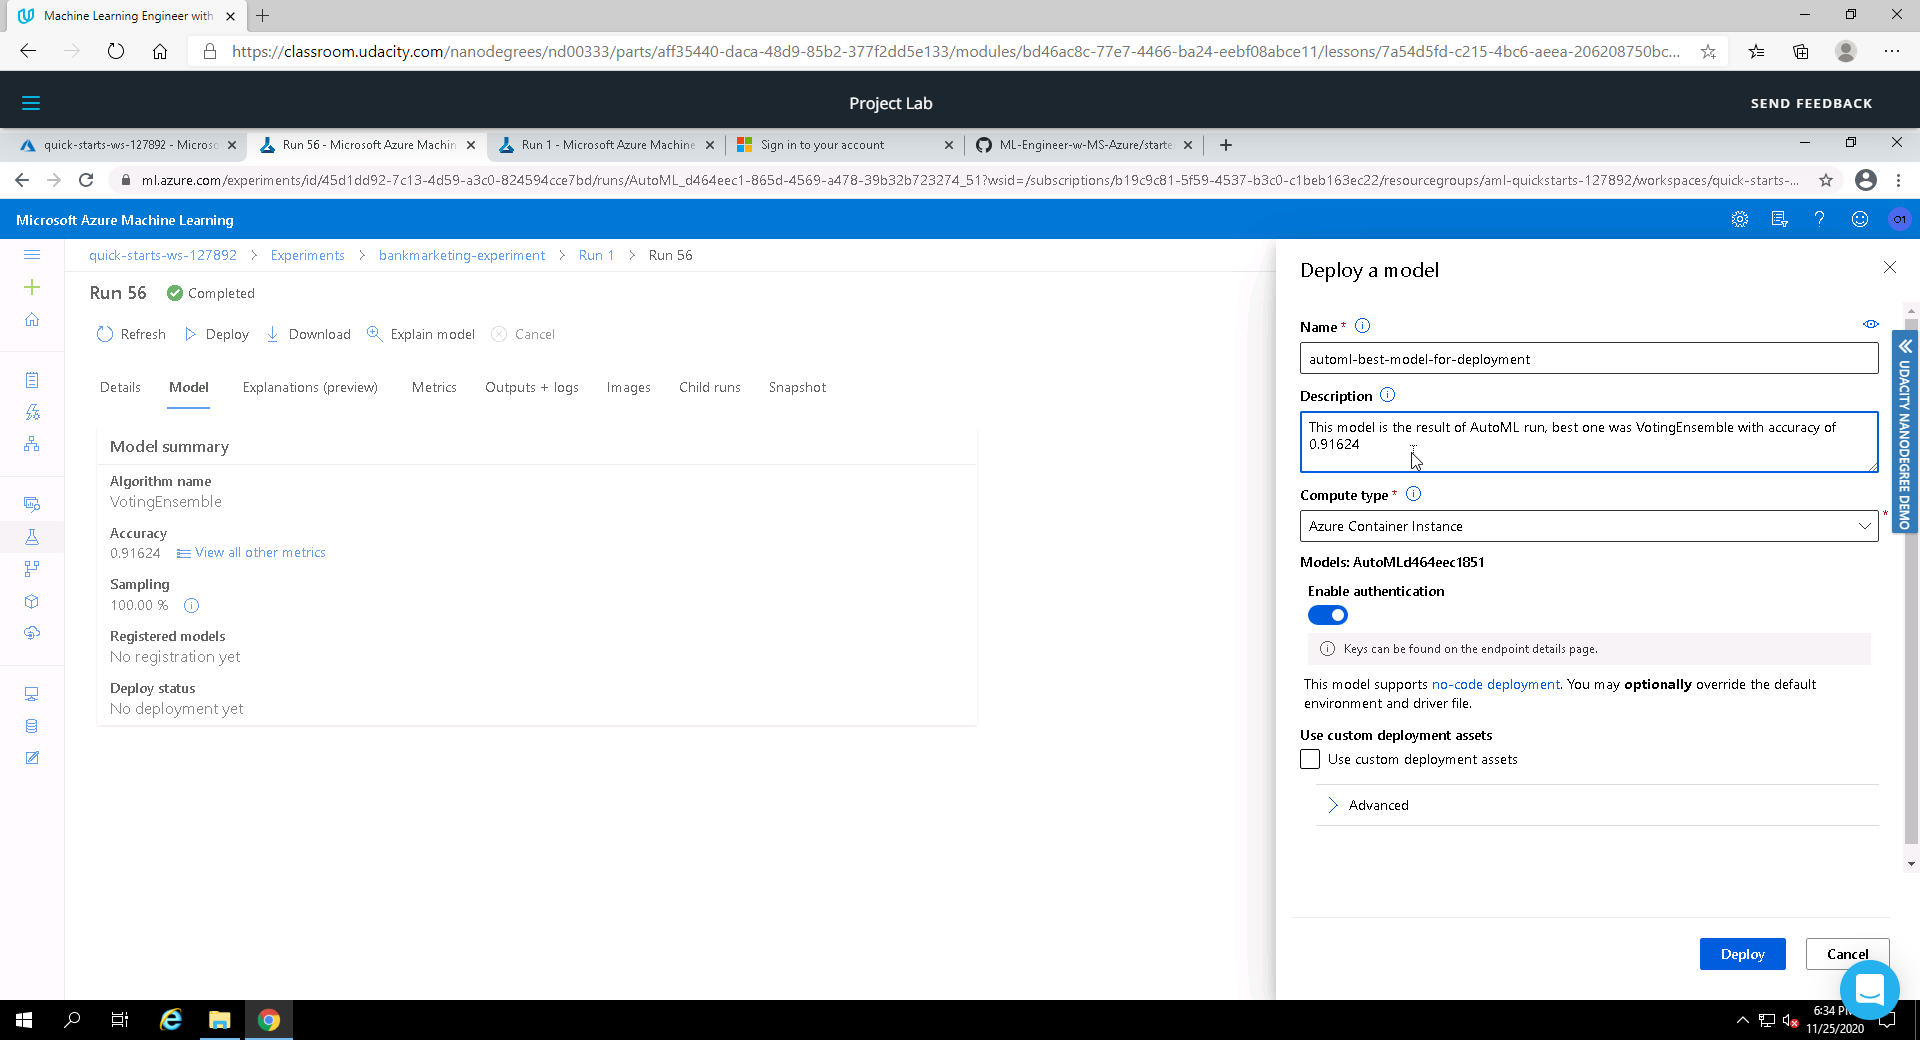 Machine Learning Engineer with
https://classroom.udacity.com/nanodegrees/nd00333/parts/aff35440-daca-48d9-85b2-377f2dd5e133/modules/bd46ac8c-77e7-4466-ba24-eebf08abce11/lessons/7a54d5fd-c215-4bc6-aeea-206208750bc...
Project Lab
SEND FEEDBACK
quick-starts-ws-127892 - Microso
Run 56 - Microsoft Azure Machin
Run 1 - Microsoft Azure Machine
Sign in to your account
ML-Engineer-w-MS-Azure/starte
ml.azure.com/experiments/id/45d1dd92-7c13-4d59-a3c0-824594cce7bd/runs/AutoML_d464eec1-865d-4569-a478-39b32b723274_51?wsid=/subscriptions/b19c9c81-5f59-4537-b3c0-c1beb163ec22/resourcegroups/aml-quickstarts-127892/workspaces/quick-starts-...
Microsoft Azure Machine Learning
O1
quick-starts-ws-127892 > Experiments > bankmarketing-experiment > Run 1 > Run 56
Run 56
Completed
Refresh
Deploy
Download
Explain model
Cancel
Details
Model
Explanations (preview)
Metrics
Outputs + logs
Images
Child runs
Snapshot
Model summary
Algorithm name
VotingEnsemble
Accuracy
0.91624
View all other metrics
Sampling
100.00 %
Registered models
No registration yet
Deploy status
No deployment yet
Deploy a model
Name *
automl-best-model-for-deployment
Description
This model is the result of AutoML run, best one was VotingEnsemble with accuracy of
0.91624
Compute type *
Azure Container Instance
*
Models: AutoMLd464eec1851
Enable authentication
Keys can be found on the endpoint details page.
This model supports no-code deployment. You may optionally override the default
environment and driver file.
Use custom deployment assets
Use custom deployment assets
Advanced
Deploy
Cancel
UDACITY NANODEGREE DEMO
6:34 P
11/25/2020